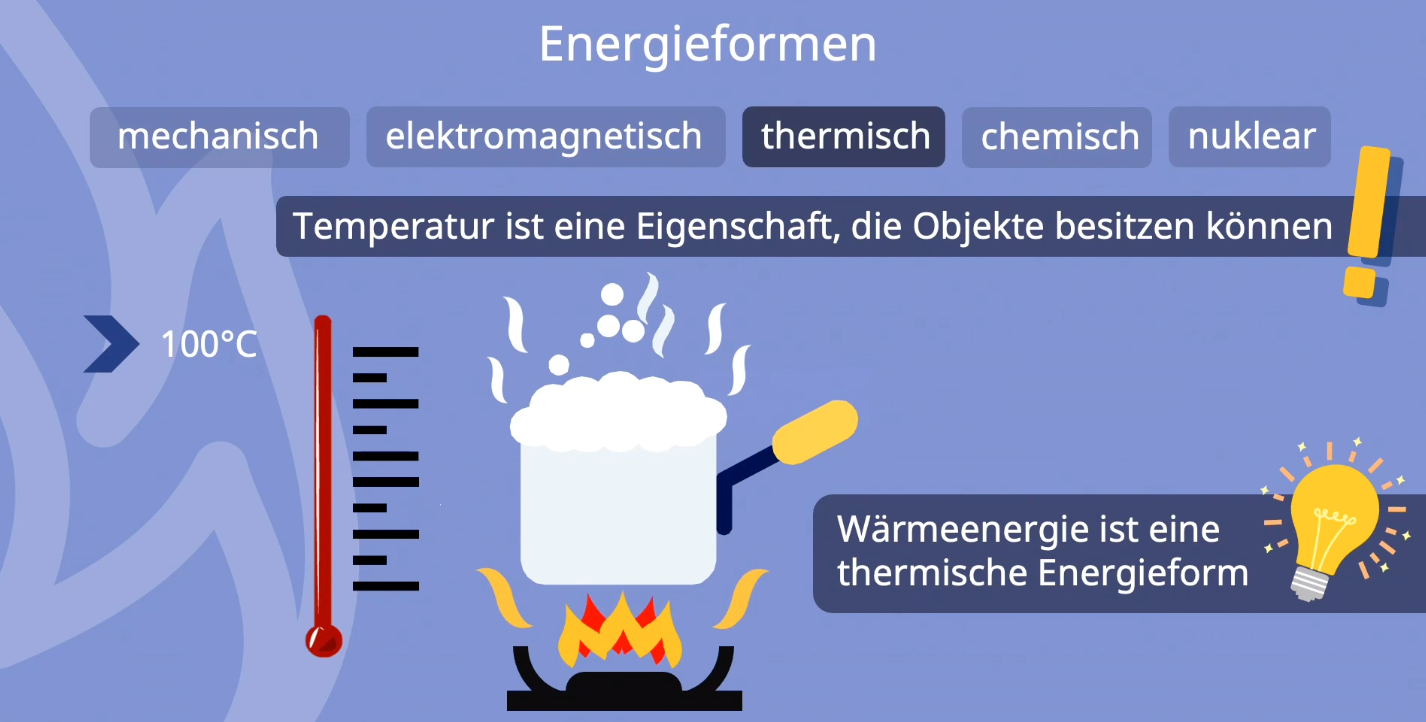 Energieformen
mechanisch elektromagnetisch thermisch chemisch nuklear
Temperatur ist eine Eigenschaft, die Objekte besitzen können
100°C
Wärmeenergie ist eine
thermische Energieform